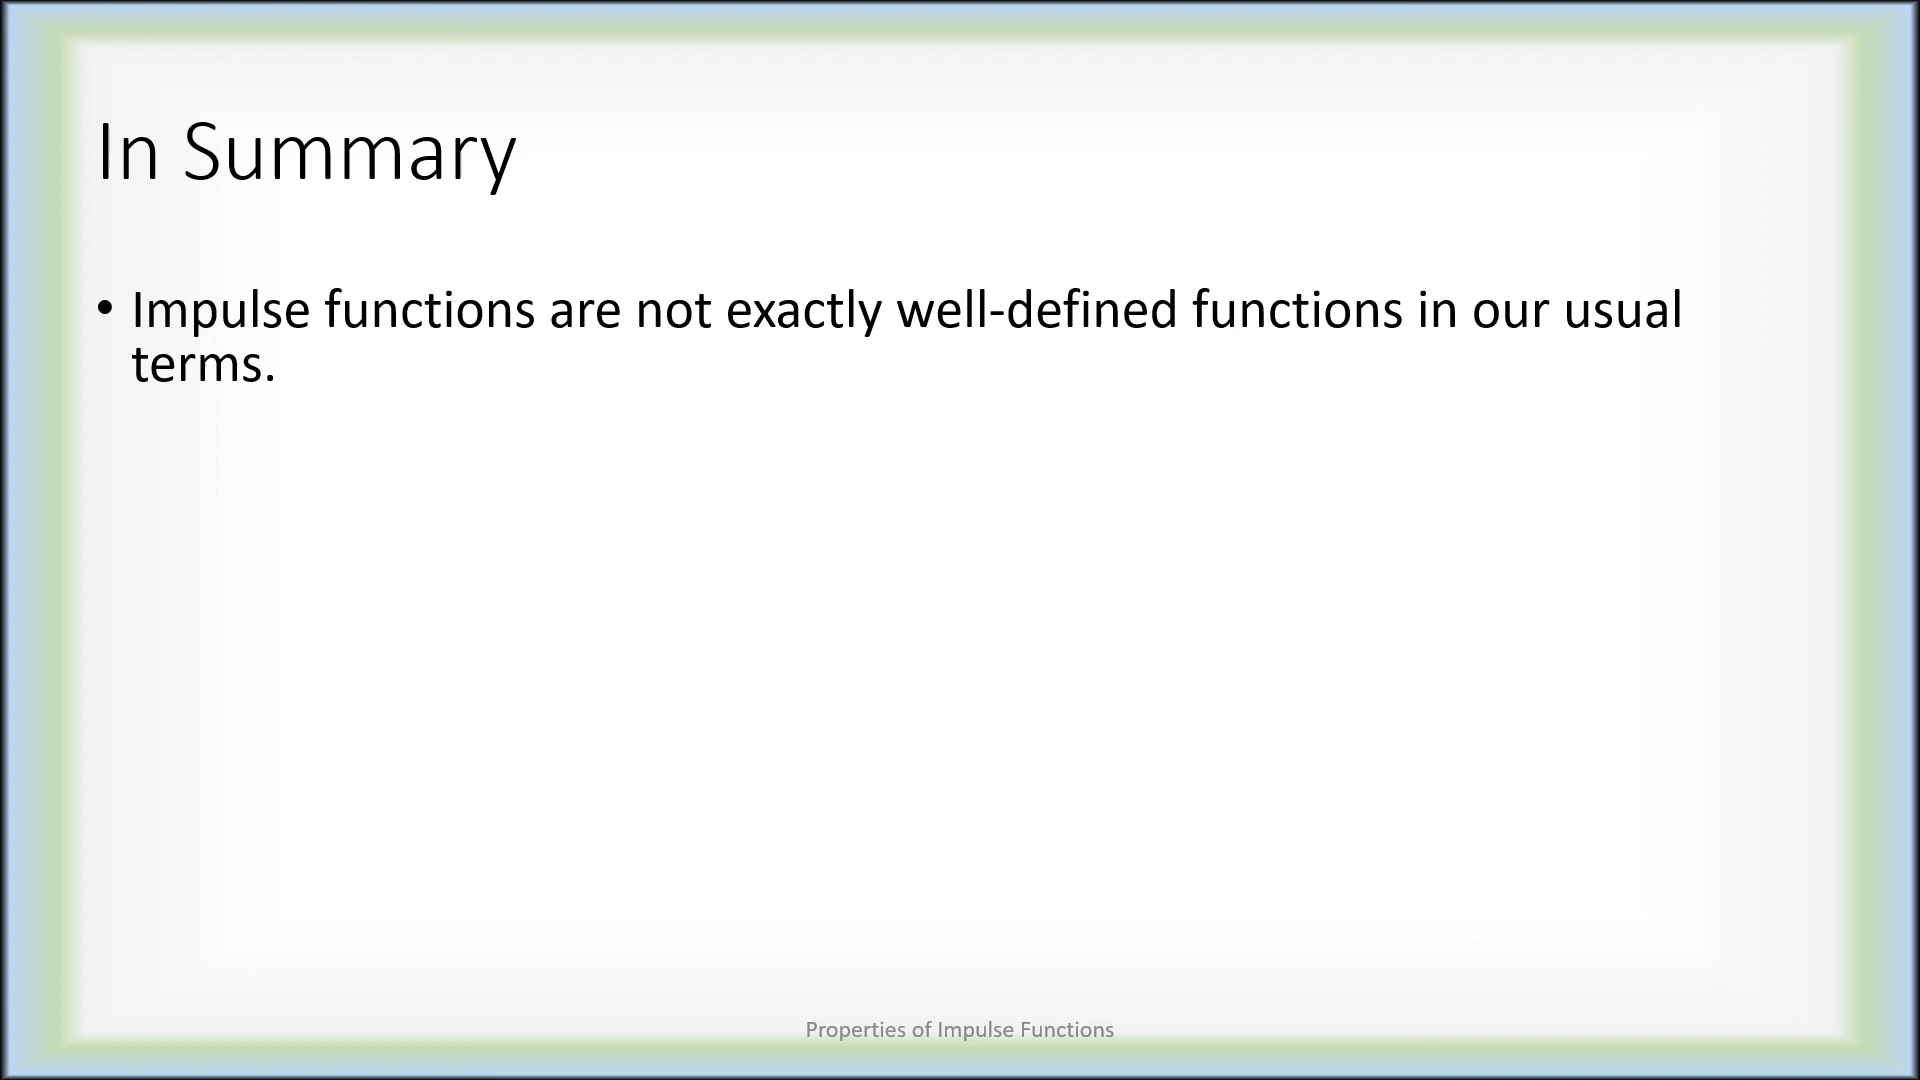 In Summary
• Impulse functions are not exactly well-defined functions in our usual
terms.
Properties of Impulse Functions